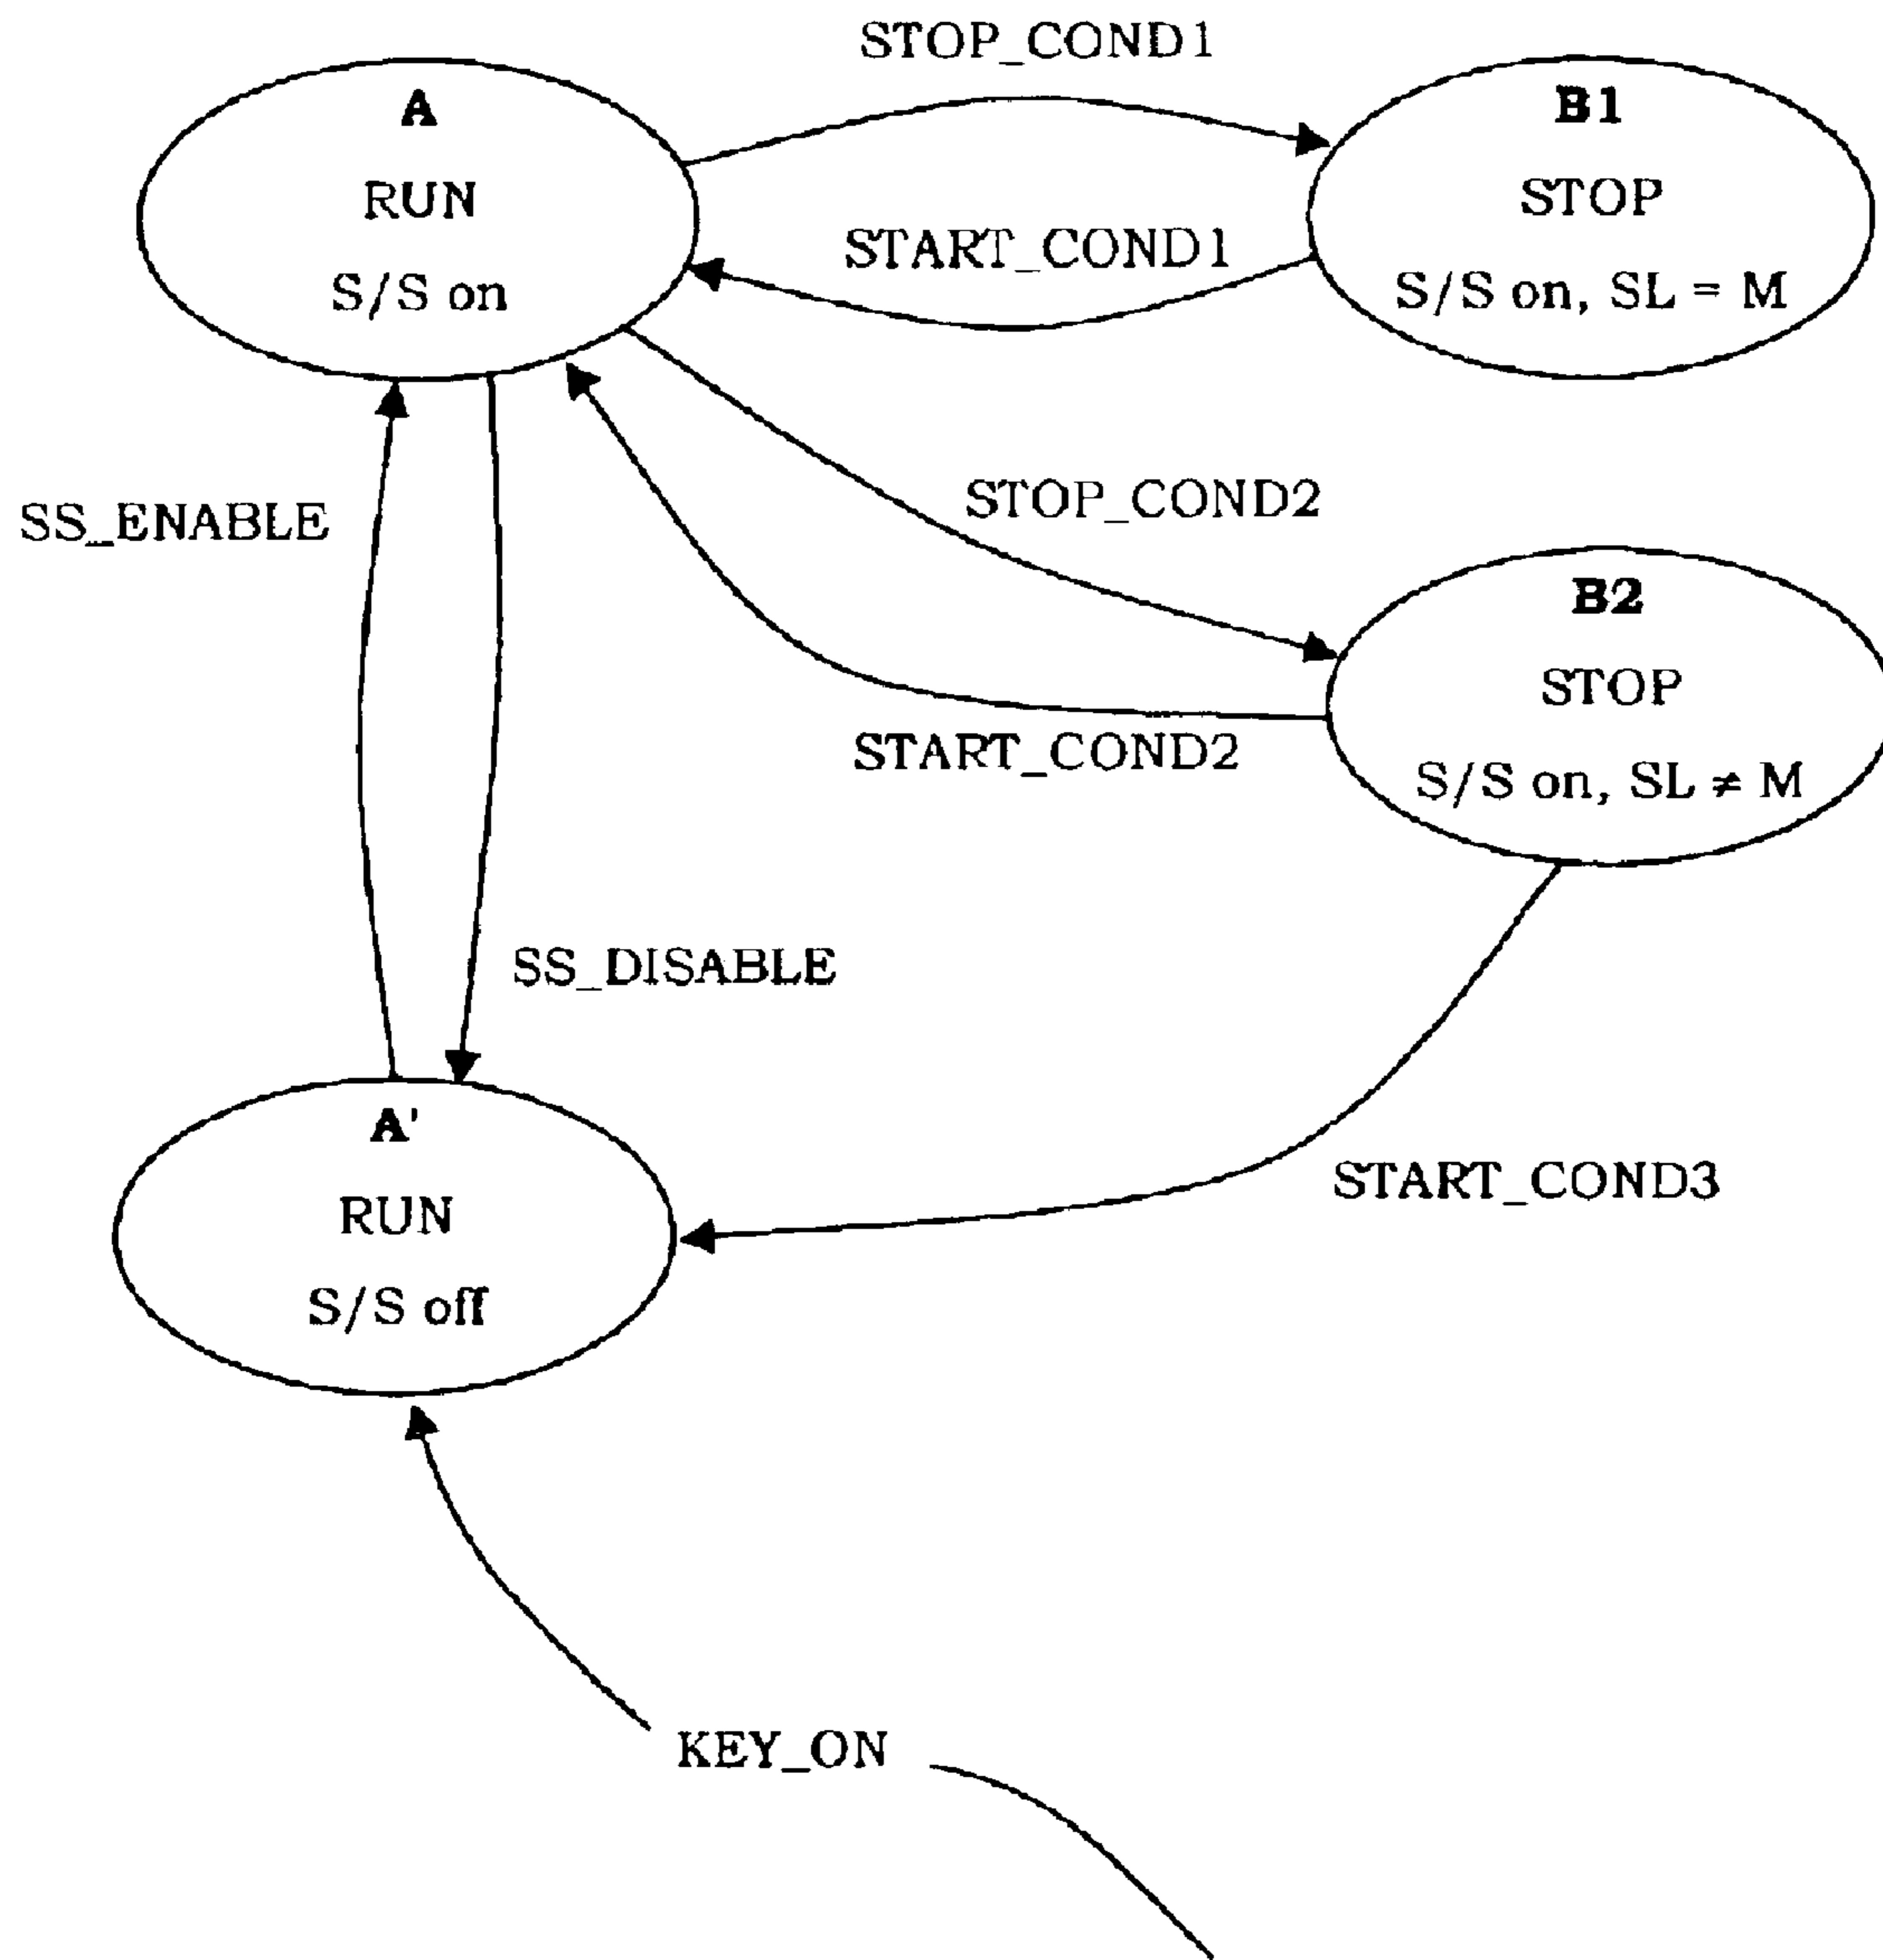 STOP_COND1
A
RUN
S/S on
B1
STOP
S/S on, SL = M
START_COND1
SS_ENABLE
STOP_COND2
B2
STOP
S/S on, SL ≠ M
START_COND2
SS_DISABLE
A'
RUN
S/S off
START_COND3
KEY_ON